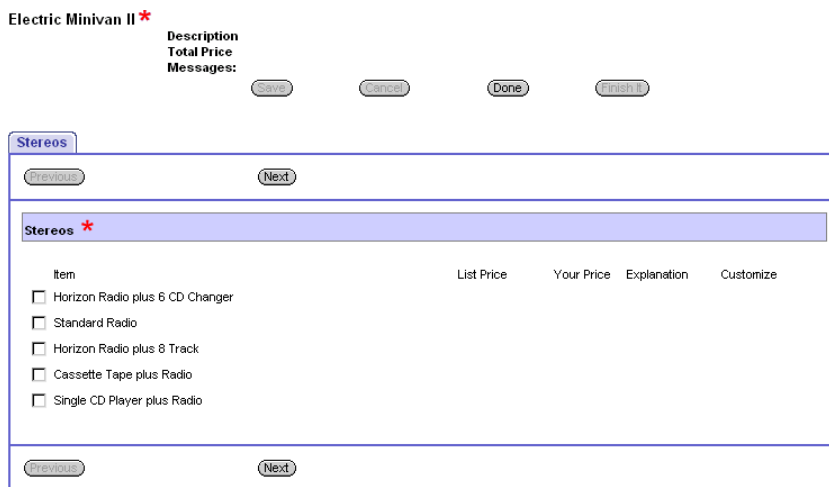 Electric Minivan II *
Description
Total Price
Messages:
Save Cancel Done Finish It
Stereos
Previous Next
Stereos *
Item List Price Your Price Explanation Customize
Horizon Radio plus 6 CD Changer
Standard Radio
Horizon Radio plus 8 Track
Cassette Tape plus Radio
Single CD Player plus Radio
Previous Next